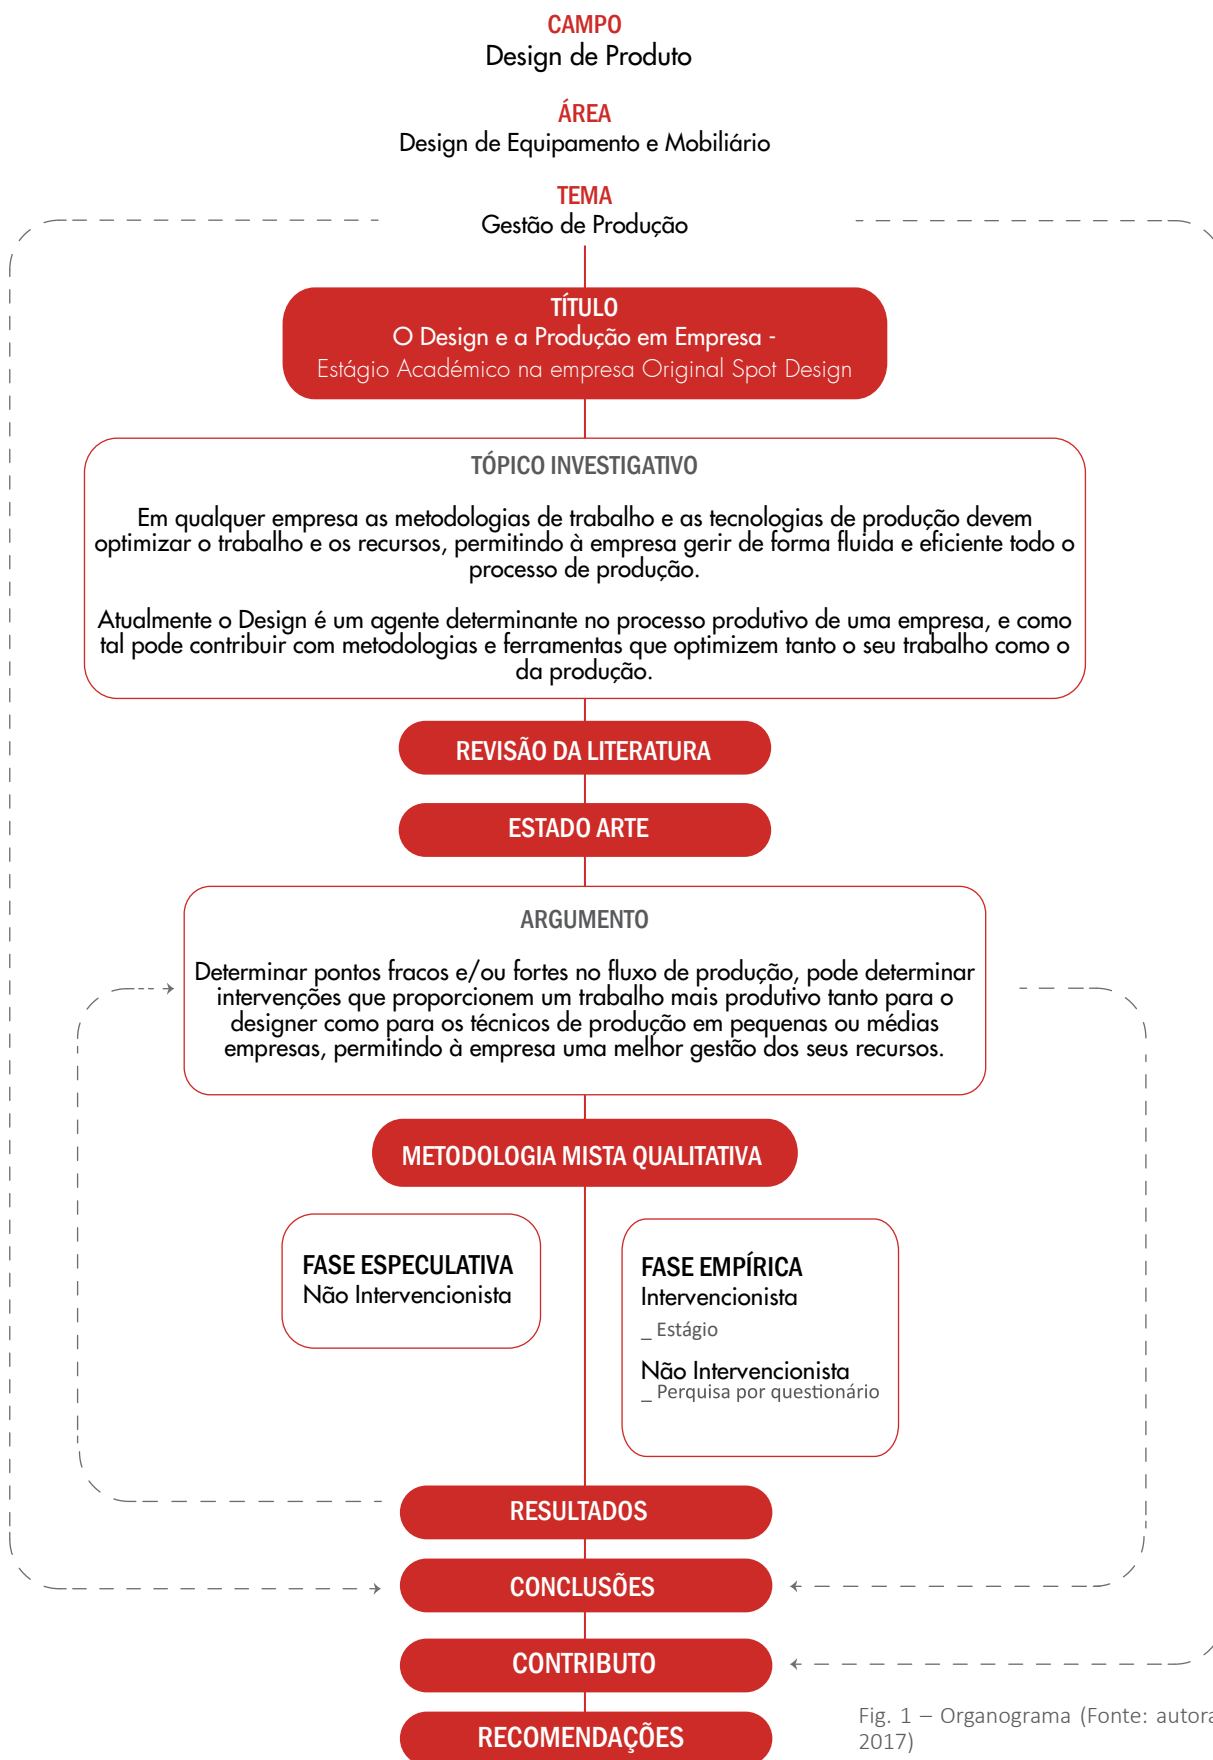 CAMPO
Design de Produto
ÁREA
Design de Equipamento e Mobiliário
TEMA
Gestão de Produção
TÍTULO
O Design e a Produção em Empresa -
Estágio Académico na empresa Original Spot Design
TÓPICO INVESTIGATIVO
Em qualquer empresa as metodologias de trabalho e as tecnologias de produção devem
optimizar o trabalho e os recursos, permitindo à empresa gerir de forma fluida e eficiente todo o
processo de produção.
Atualmente o Design é um agente determinante no processo produtivo de uma empresa, e como
tal pode contribuir com metodologias e ferramentas que optimizem tanto o seu trabalho como o
da produção.
REVISÃO DA LITERATURA
ESTADO ARTE
ARGUMENTO
Determinar pontos fracos e/ou fortes no fluxo de produção, pode determinar
intervenções que proporcionem um trabalho mais produtivo tanto para o
designer como para os técnicos de produção em pequenas ou médias
empresas, permitindo à empresa uma melhor gestão dos seus recursos.
METODOLOGIA MISTA QUALITATIVA
FASE ESPECULATIVA
Não Intervencionista
FASE EMPÍRICA
Intervencionista
_ Estágio
Não Intervencionista
_ Perquisa por questionário
RESULTADOS
CONCLUSÕES
CONTRIBUTO
RECOMENDAÇÕES
Fig. 1 – Organograma (Fonte: autora
2017)